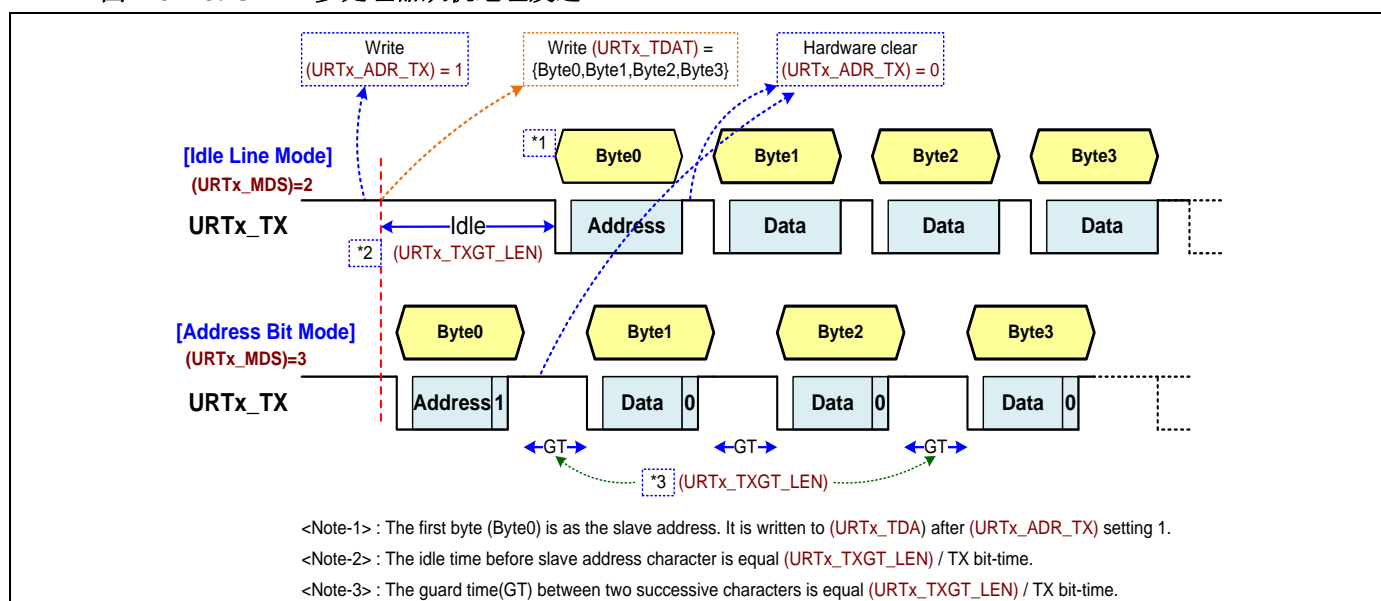 Write
(URTx_ADR_TX) = 1
Write (URTx_TDAT) =
{Byte0,Byte1,Byte2,Byte3}
Hardware clear
(URTx_ADR_TX) = 0
*1
Byte0
Byte1
Byte2
Byte3
[Idle Line Mode]
(URTx_MDS)=2
URTx_TX
Idle
Address
Data
Data
Data
*2
(URTx_TXGT_LEN)
[Address Bit Mode]
(URTx_MDS)=3
Byte0
Byte1
Byte2
Byte3
URTx_TX
Address 1
Data 0
Data 0
Data 0
GT
GT
GT
*3 (URTx_TXGT_LEN)
<Note-1> : The first byte (Byte0) is as the slave address. It is written to (URTx_TDA) after (URTx_ADR_TX) setting 1.
<Note-2> : The idle time before slave address character is equal (URTx_TXGT_LEN) / TX bit-time.
<Note-3> : The guard time(GT) between two successive characters is equal (URTx_TXGT_LEN) / TX bit-time.